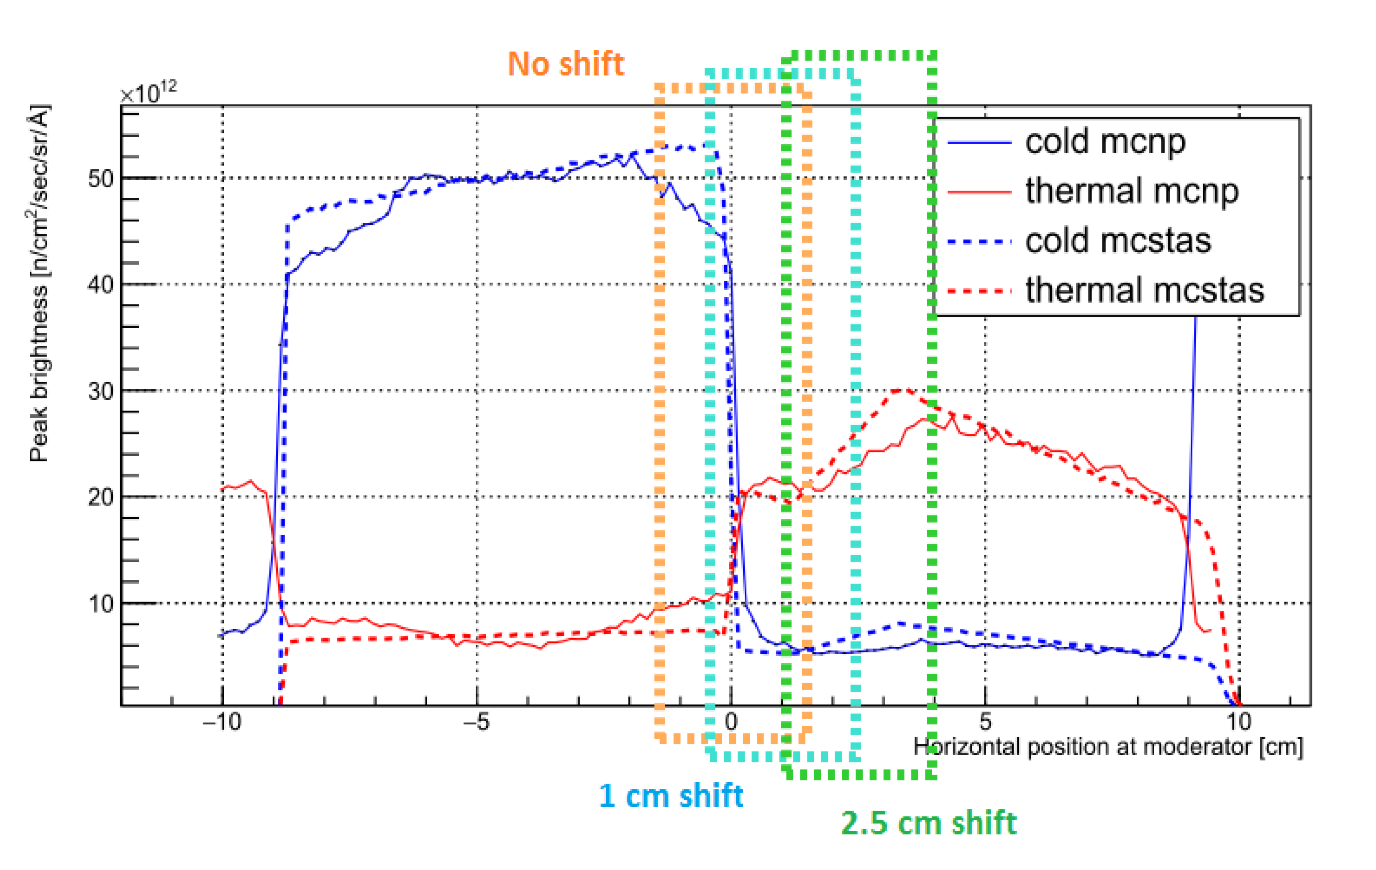 No shift
×10¹²
Peak brightness [n/cm²/sec/sr/Å]
50
40
30
20
10
cold mcnp
thermal mcnp
cold mcstas
thermal mcstas
−10
−5
0
5
10
Horizontal position at moderator [cm]
1 cm shift
2.5 cm shift